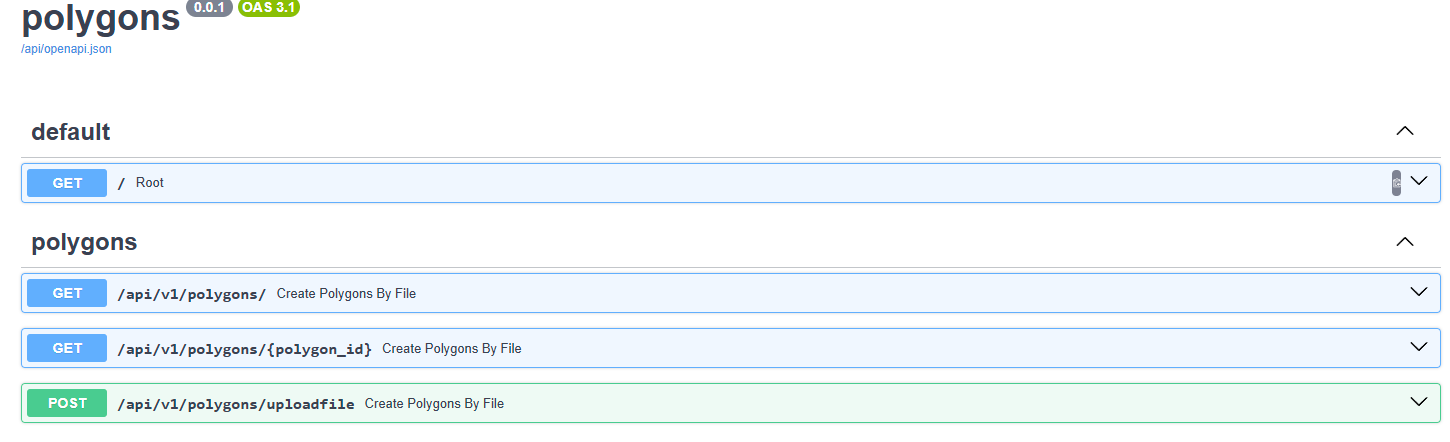 polygons 0.0.1 OAS 3.1
/api/openapi.json
default
GET / Root
polygons
GET /api/v1/polygons/ Create Polygons By File
GET /api/v1/polygons/{polygon_id} Create Polygons By File
POST /api/v1/polygons/uploadfile Create Polygons By File